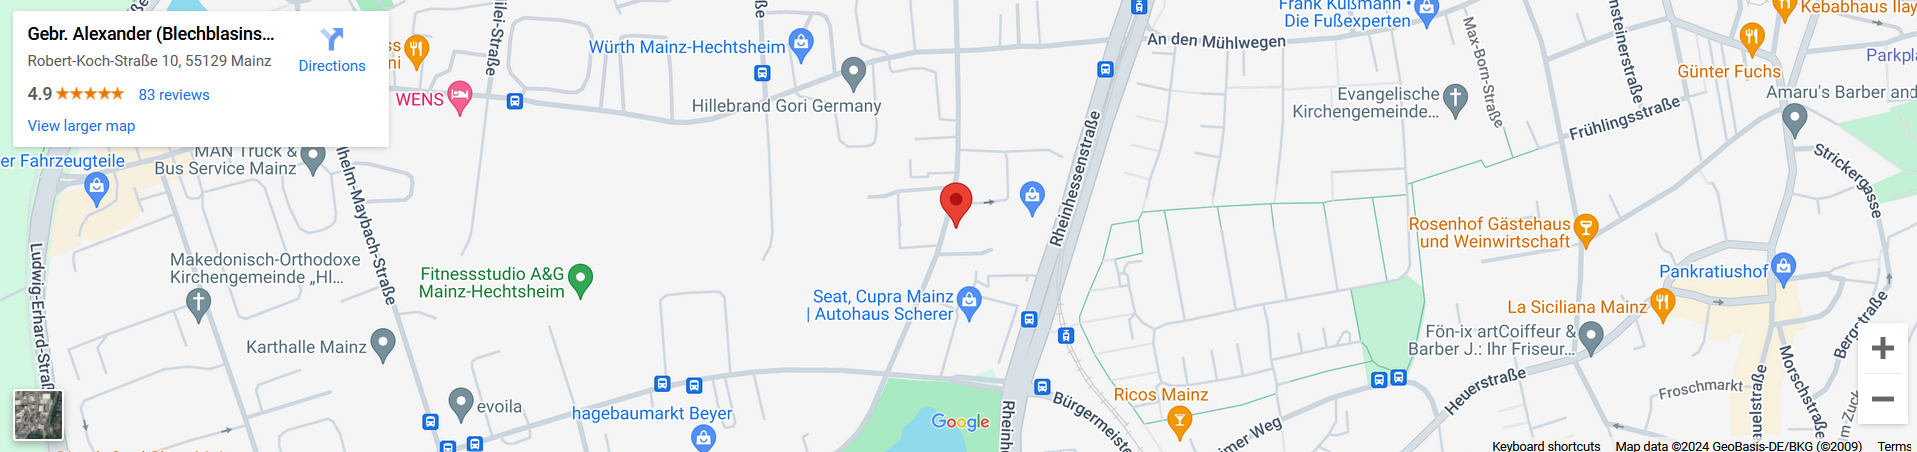 Gebr. Alexander (Blechblasins...
Robert-Koch-Straße 10, 55129 Mainz
4.9
83 reviews
View larger map
Directions
Würth Mainz-Hechtsheim
Hillebrand Gori Germany
WENS
MAN Truck &
Bus Service Mainz
er Fahrzeugteile
Ludwig-Erhard-Straß
helm-Maybach-Straße
ilei-Straße
Makedonisch-Orthodoxe
Kirchengemeinde „Hl...
Karthalle Mainz
Fitnessstudio A&G
Mainz-Hechtsheim
evoila
hagebaumarkt Beyer
Seat, Cupra Mainz
| Autohaus Scherer
Google
Rheinhessenstraße
Frank Kußmann •
Die Fußexperten
An den Mühlwegen
Max-Born-Straße
Evangelische
Kirchengemeinde...
Frühlingsstraße
Günter Fuchs
Kebabhaus Ilay
Parkpla
Amaru's Barber and
Strickergasse
Rosenhof Gästehaus
und Weinwirtschaft
Pankratiushof
La Siciliana Mainz
Fön-ix artCoiffeur &
Barber J.: Ihr Friseur...
Heuerstraße
Froschmarkt
Morschstraße
Bergstraße
Ricos Mainz
Bürgermeiste
imer Weg
Keyboard shortcuts
Map data ©2024 GeoBasis-DE/BKG (©2009)
Terms